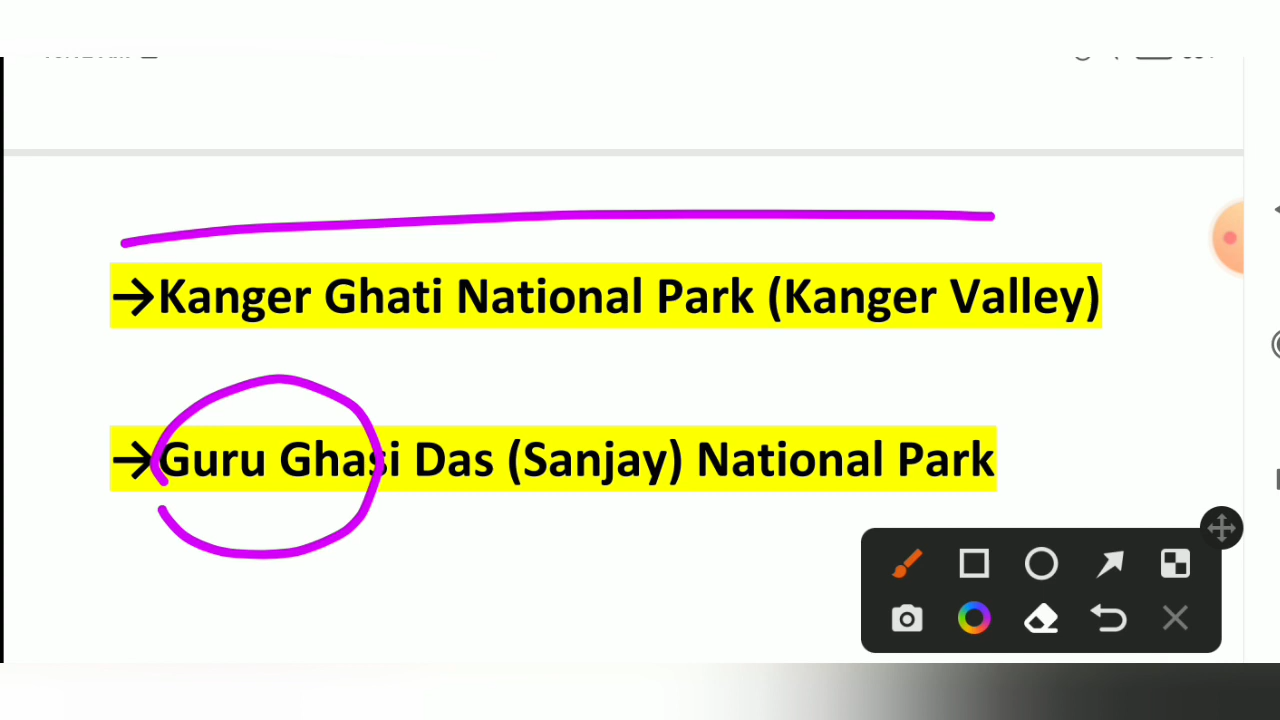 →Kanger Ghati National Park (Kanger Valley)
→Guru Ghasi Das (Sanjay) National Park